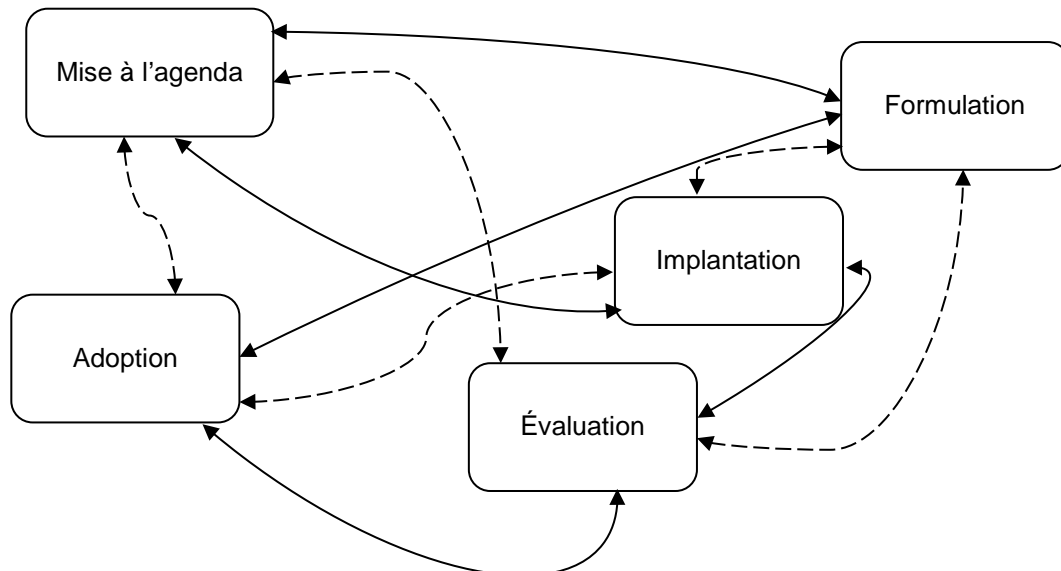 Mise à l’agenda
Formulation
Implantation
Adoption
Évaluation